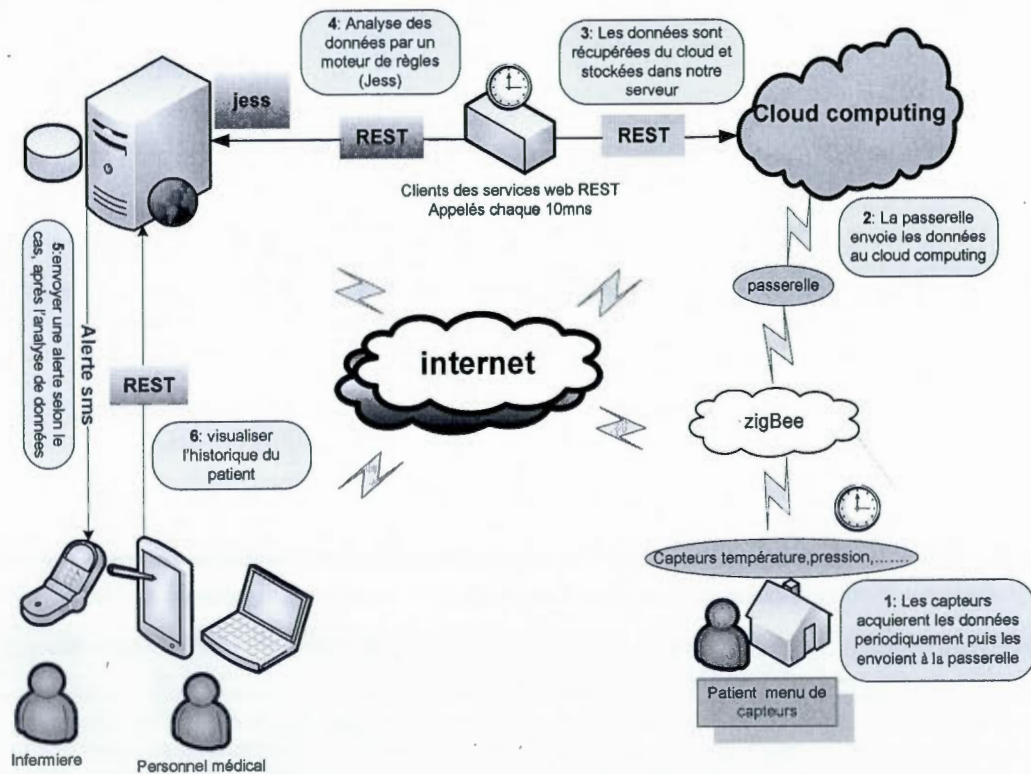 4: Analyse des
données par un
moteur de règles
(Jess)
3: Les données sont
récupérées du cloud et
stockées dans notre
serveur
jess
REST
REST
Cloud computing
Clients des services web REST
Appelés chaque 10mns
2: La passerelle
envoie les données
au cloud computing
passerelle
5:envoyer une alerte selon le
cas, après l'analyse de données
Alerte sms
REST
internet
zigBee
6: visualiser
l'historique du
patient
Capteurs température,pression,.......
1: Les capteurs
acquierent les données
periodiquement puis les
envoient à la passerelle
Patient menu de
capteurs
Infermiere
Personnel médical